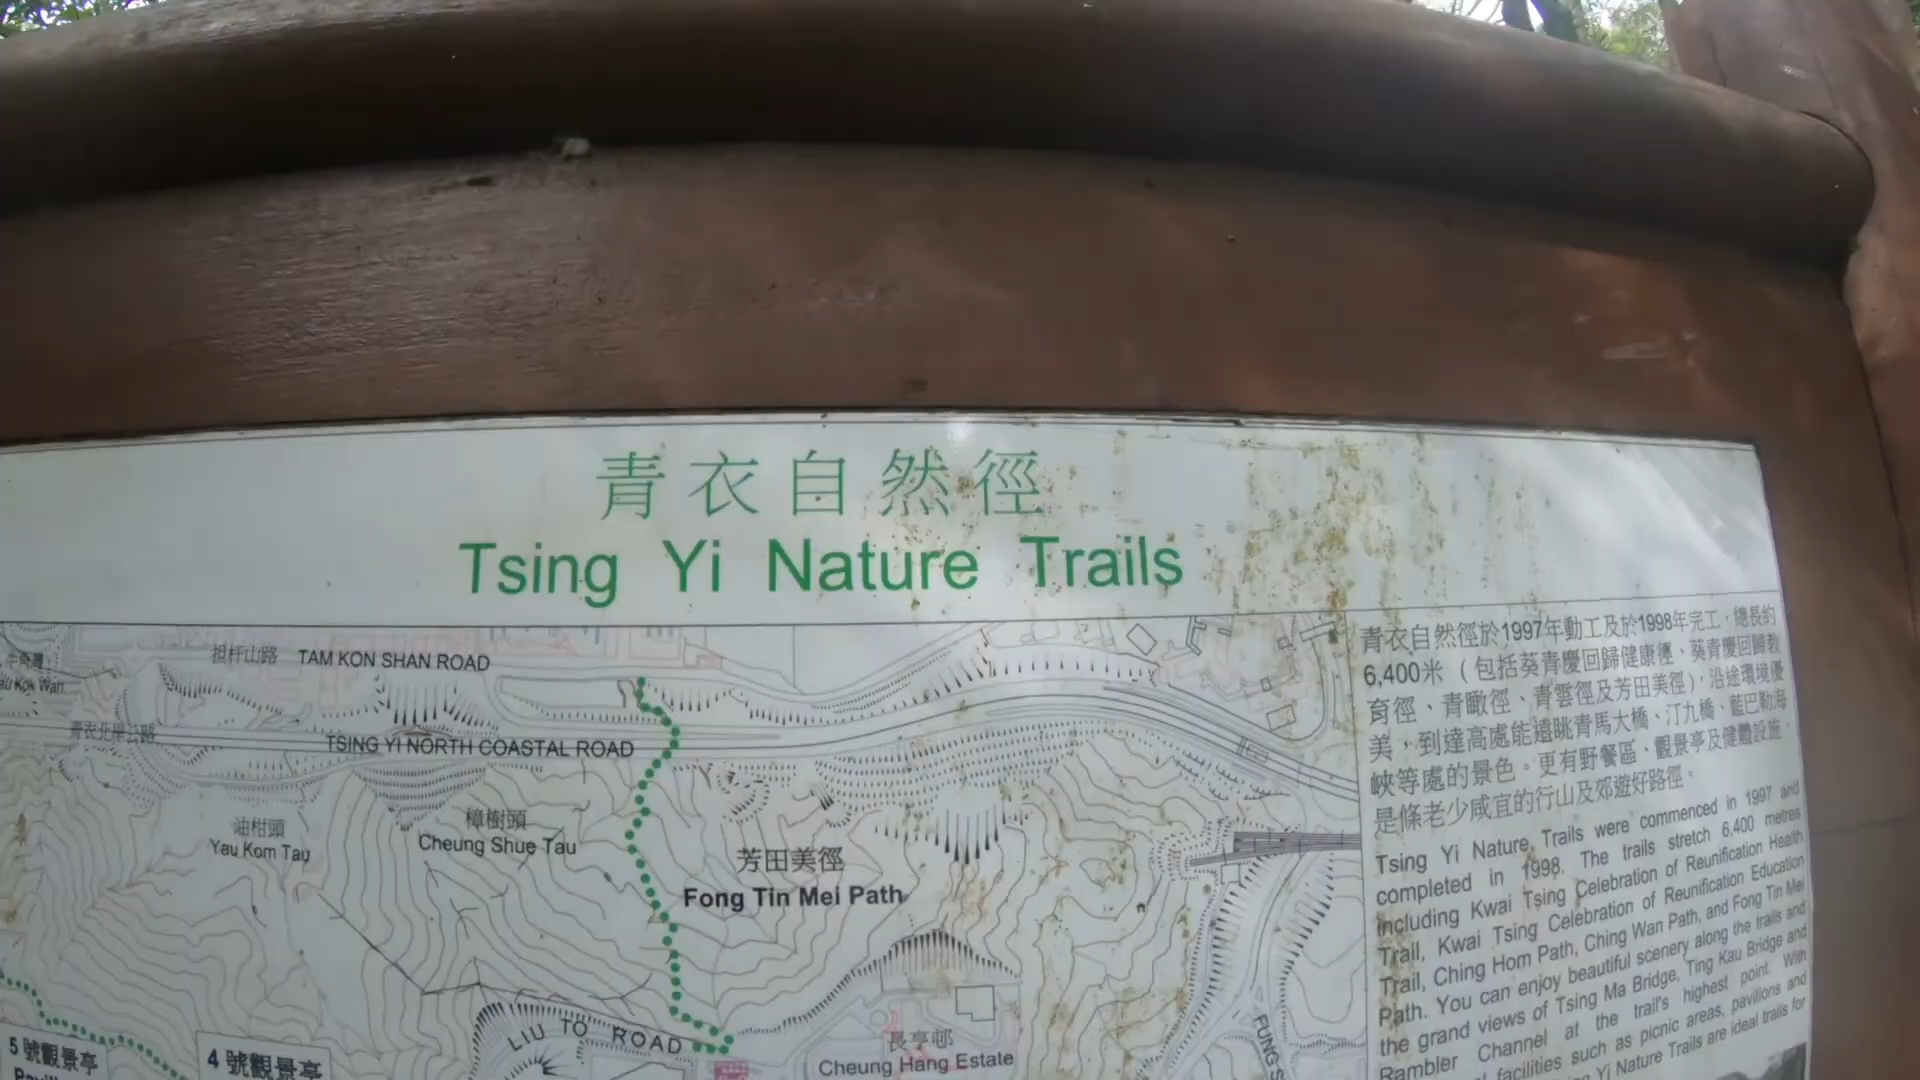 青衣自然徑
Tsing Yi Nature Trails
担杆山路 TAM KON SHAN ROAD
au Kok Wan
青衣北岸公路
TSING YI NORTH COASTAL ROAD
油柑頭
Yau Kom Tau
樟樹頭
Cheung Shue Tau
芳田美徑
Fong Tin Mei Path
LIU TO ROAD
長亨邨
Cheung Hang Estate
FUNG S
5 號觀景亭
4 號觀景亭
青衣自然徑於1997年動工及於1998年完工，總長約
6,400米（包括葵青慶回歸健康徑、葵青慶回歸教
育徑、青瞰徑、青雲徑及芳田美徑），沿途環境優
美，到達高處能遠眺青馬大橋、汀九橋、藍巴勒海
峽等處的景色。更有野餐區、觀景亭及健體設施，
是條老少咸宜的行山及郊遊好路徑。
Tsing Yi Nature Trails were commenced in 1997 and
completed in 1998. The trails stretch 6,400 metres
including Kwai Tsing Celebration of Reunification Health
Trail, Kwai Tsing Celebration of Reunification Education
Trail, Ching Hom Path, Ching Wan Path, and Fong Tin Mei
Path. You can enjoy beautiful scenery along the trails and
the grand views of Tsing Ma Bridge, Ting Kau Bridge and
Rambler Channel at the trail's highest point. With
facilities such as picnic areas, pavilions and
Yi Nature Trails are ideal trails for